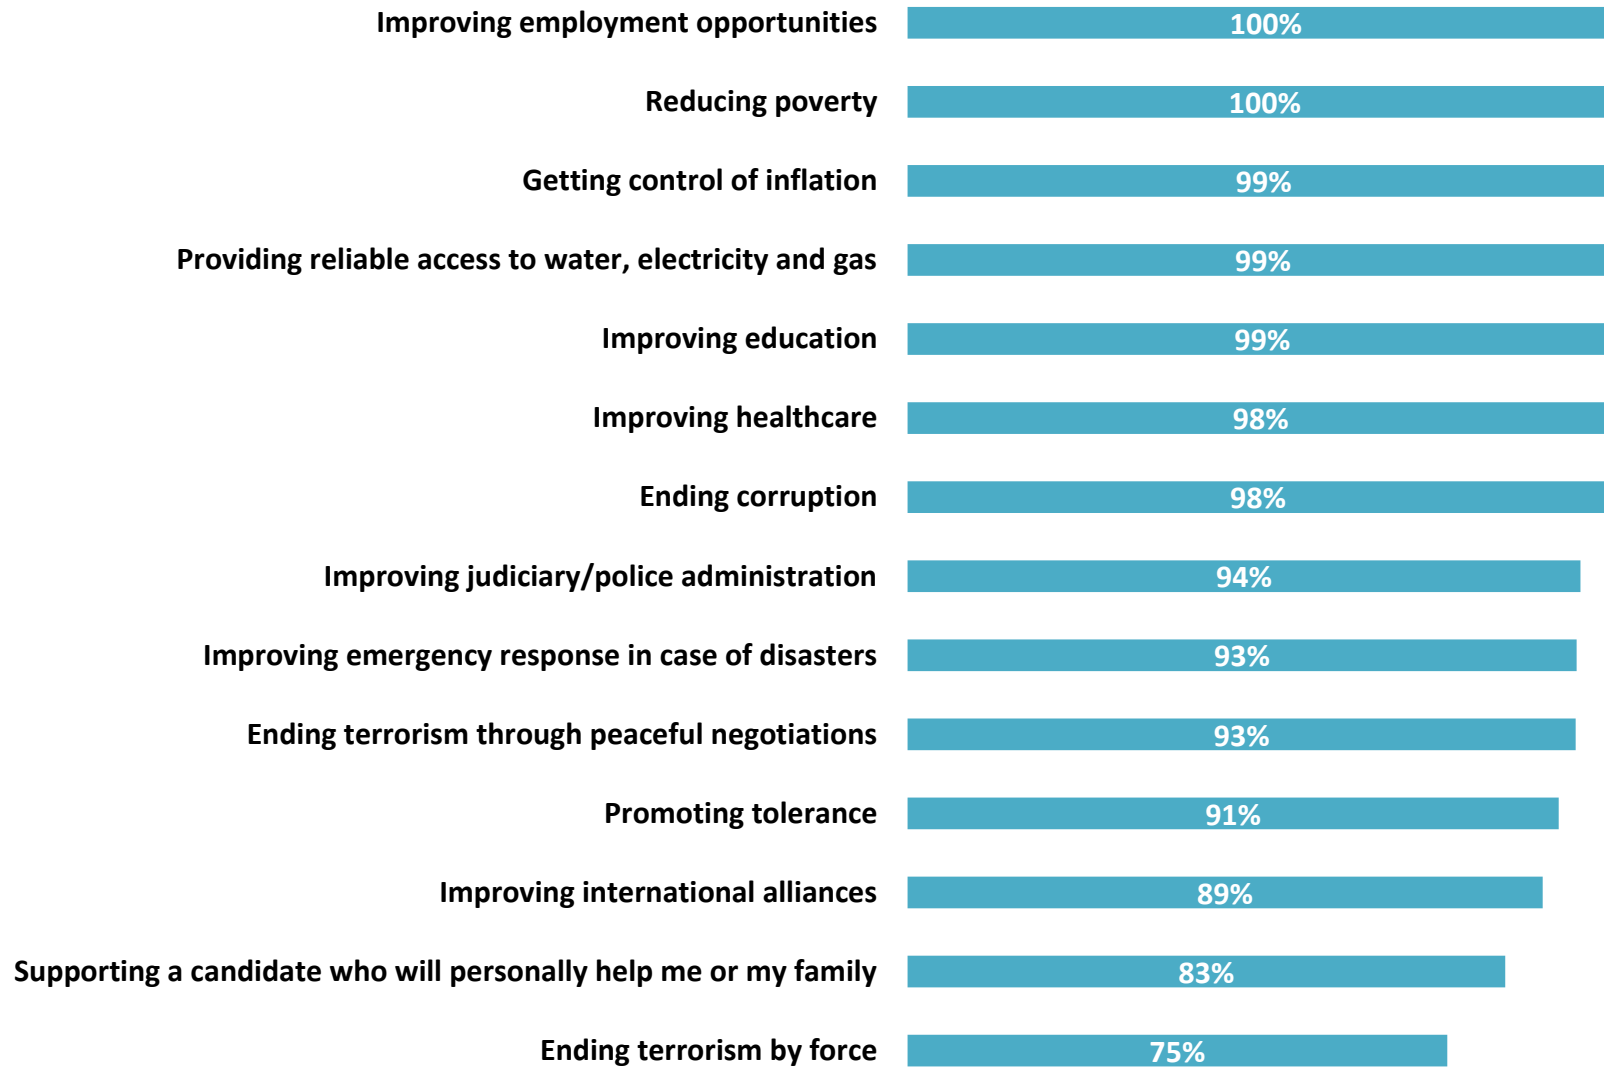 Improving employment opportunities 100%
Reducing poverty 100%
Getting control of inflation 99%
Providing reliable access to water, electricity and gas 99%
Improving education 99%
Improving healthcare 98%
Ending corruption 98%
Improving judiciary/police administration 94%
Improving emergency response in case of disasters 93%
Ending terrorism through peaceful negotiations 93%
Promoting tolerance 91%
Improving international alliances 89%
Supporting a candidate who will personally help me or my family 83%
Ending terrorism by force 75%